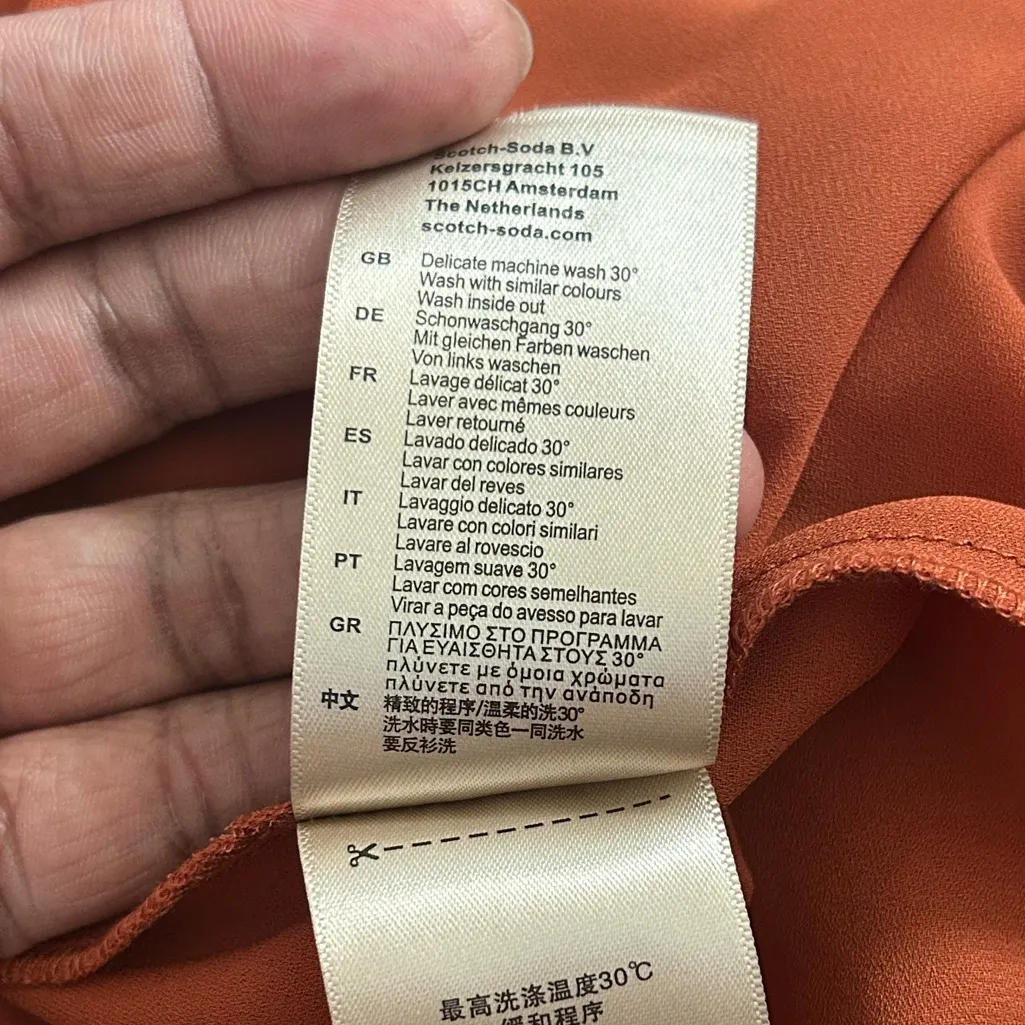 Scotch-Soda B.V
Keizersgracht 105
1015CH Amsterdam
The Netherlands
scotch-soda.com
GB Delicate machine wash 30°
Wash with similar colours
Wash inside out
DE Schonwaschgang 30°
Mit gleichen Farben waschen
Von links waschen
FR Lavage délicat 30°
Laver avec mêmes couleurs
Laver retourné
ES Lavado delicado 30°
Lavar con colores similares
Lavar del reves
IT Lavaggio delicato 30°
Lavare con colori similari
Lavare al rovescio
PT Lavagem suave 30°
Lavar com cores semelhantes
Virar a peça do avesso para lavar
GR ΠΛΥΣΙΜΟ ΣΤΟ ΠΡΟΓΡΑΜΜΑ
ΓΙΑ ΕΥΑΙΣΘΗΤΑ ΣΤΟΥΣ 30°
πλύνετε με όμοια χρώματα
πλύνετε από την ανάποδη
中文 精致的程序/温柔的洗30°
洗水時要同类色一同洗水
要反衫洗
最高洗涤温度30℃
缓和程序